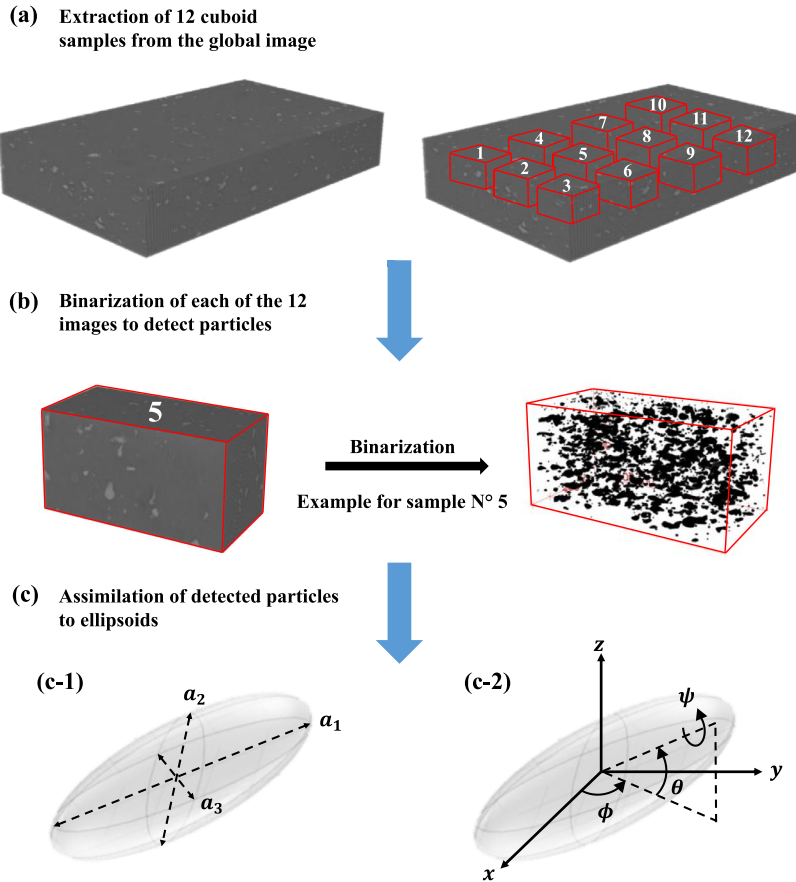 (a) Extraction of 12 cuboid
samples from the global image
10
7 11
4 8 12
1 5 9
2 6
3
(b) Binarization of each of the 12
images to detect particles
5
Binarization
Example for sample N° 5
(c) Assimilation of detected particles
to ellipsoids
(c-1)
a₂
a₁
a₃
(c-2)
z
ψ
y
θ
ϕ
x